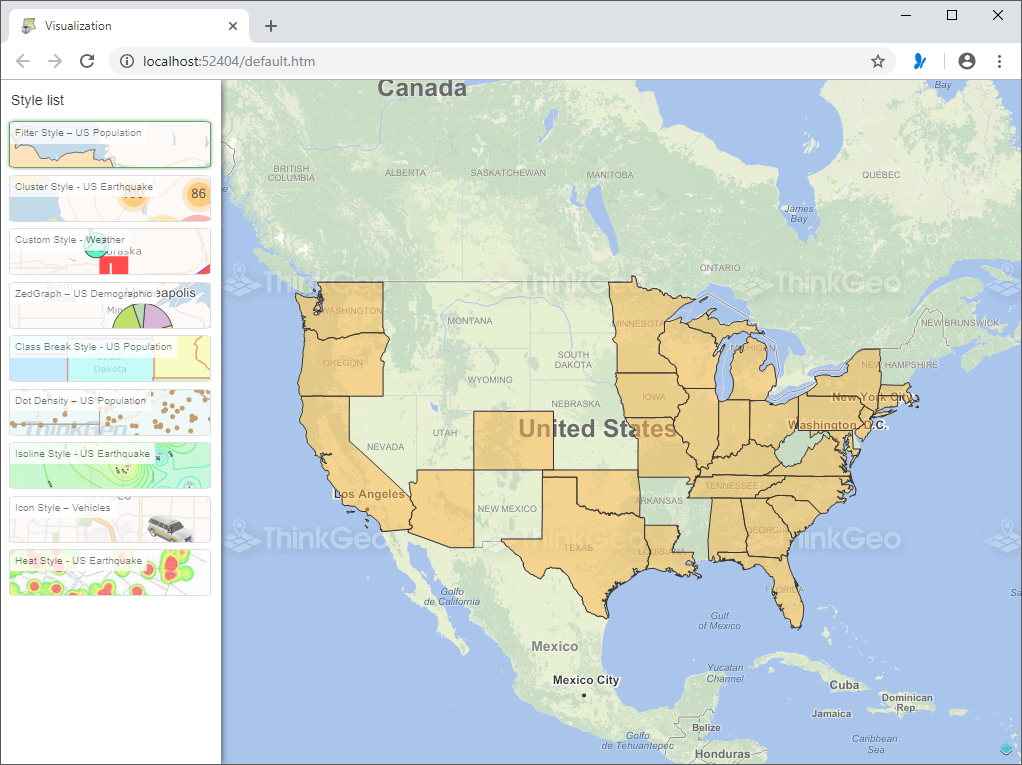 Visualization
localhost:52404/default.htm
Style list
Filter Style – US Population
Cluster Style - US Earthquake
86
Custom Style - Weather
ZedGraph – US Demographic
Class Break Style - US Population
South
Dakota
Dot Density – US Population
ThinkGeo
Isoline Style - US Earthquake
Icon Style – Vehicles
Heat Style - US Earthquake
Canada
Bay
BRITISH
COLUMBIA
ALBERTA
SASKATCHEWAN
MANITOBA
QUÉBEC
James
Bay
ONTARIO
ThinkGeo
ThinkGeo
ThinkGeo
WASHINGTON
MONTANA
MINNESOTA
NEW BRUNSWICK
OREGON
SOUTH
DAKOTA
MICHIGAN
NEW HAMPSHIRE
WYOMING
IOWA
New York City
NEBRASKA
United States
Washington, D.C.
NEVADA
UTAH
Los Angeles
TENNESSEE
ARKANSAS
NEW MEXICO
ThinkGeo
ThinkGeo
ThinkGeo
GEORGIA
TEXAS
LOUISIANA
FLORIDA
Golfo
de California
Gulf
of Mexico
Mexico
Mexico City
Yucatan
Channel
Cuba
Dominican
Rep.
Jamaica
Belize
Golfo
de Tehuantepec
Caribbean
Sea
Honduras